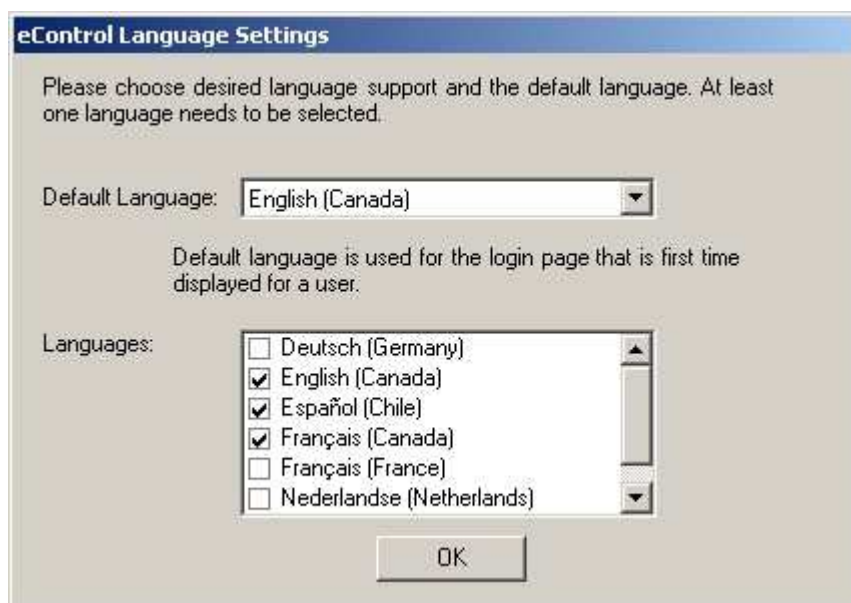 eControl Language Settings
Please choose desired language support and the default language. At least
one language needs to be selected.
Default Language:
English (Canada)
Default language is used for the login page that is first time
displayed for a user.
Languages:
Deutsch (Germany)
English (Canada)
Español (Chile)
Français (Canada)
Français (France)
Nederlandse (Netherlands)
OK